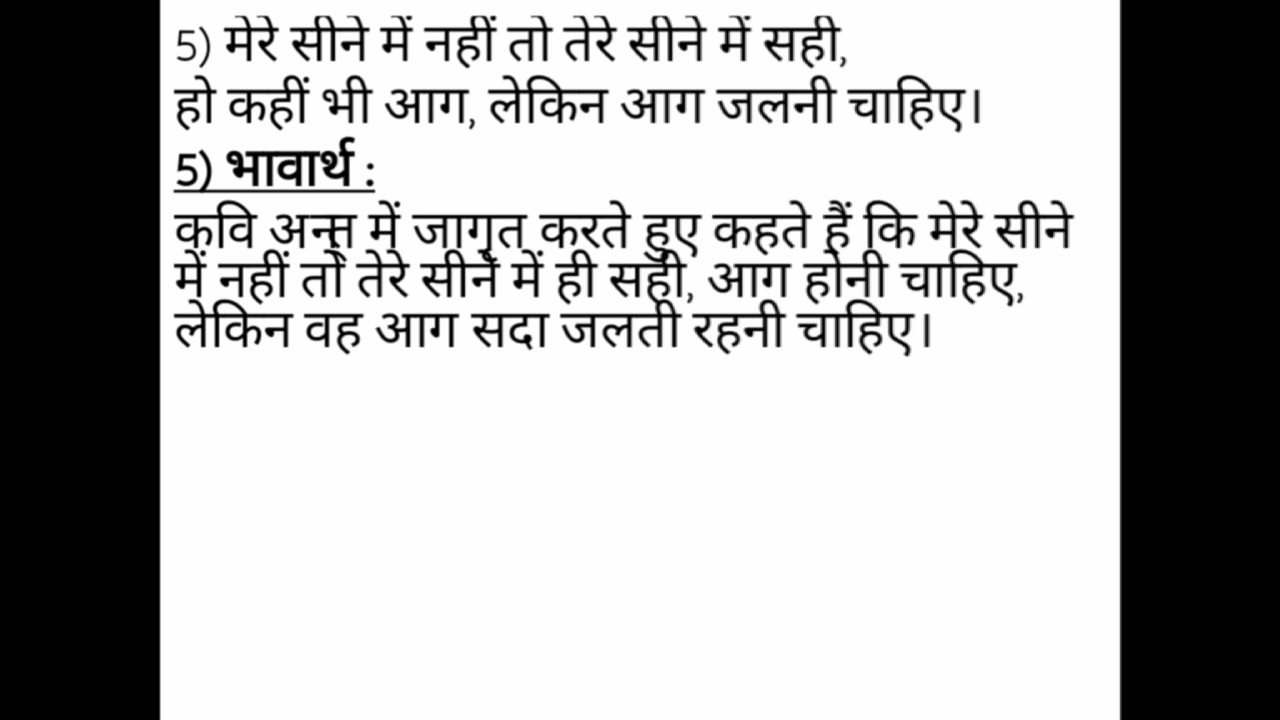 5) मेरे सीने में नहीं तो तेरे सीने में सही,
हो कहीं भी आग, लेकिन आग जलनी चाहिए।
5) भावार्थ :
कवि अन्त में जागृत करते हुए कहते हैं कि मेरे सीने
में नहीं तो तेरे सीने में ही सही, आग होनी चाहिए,
लेकिन वह आग सदा जलती रहनी चाहिए।